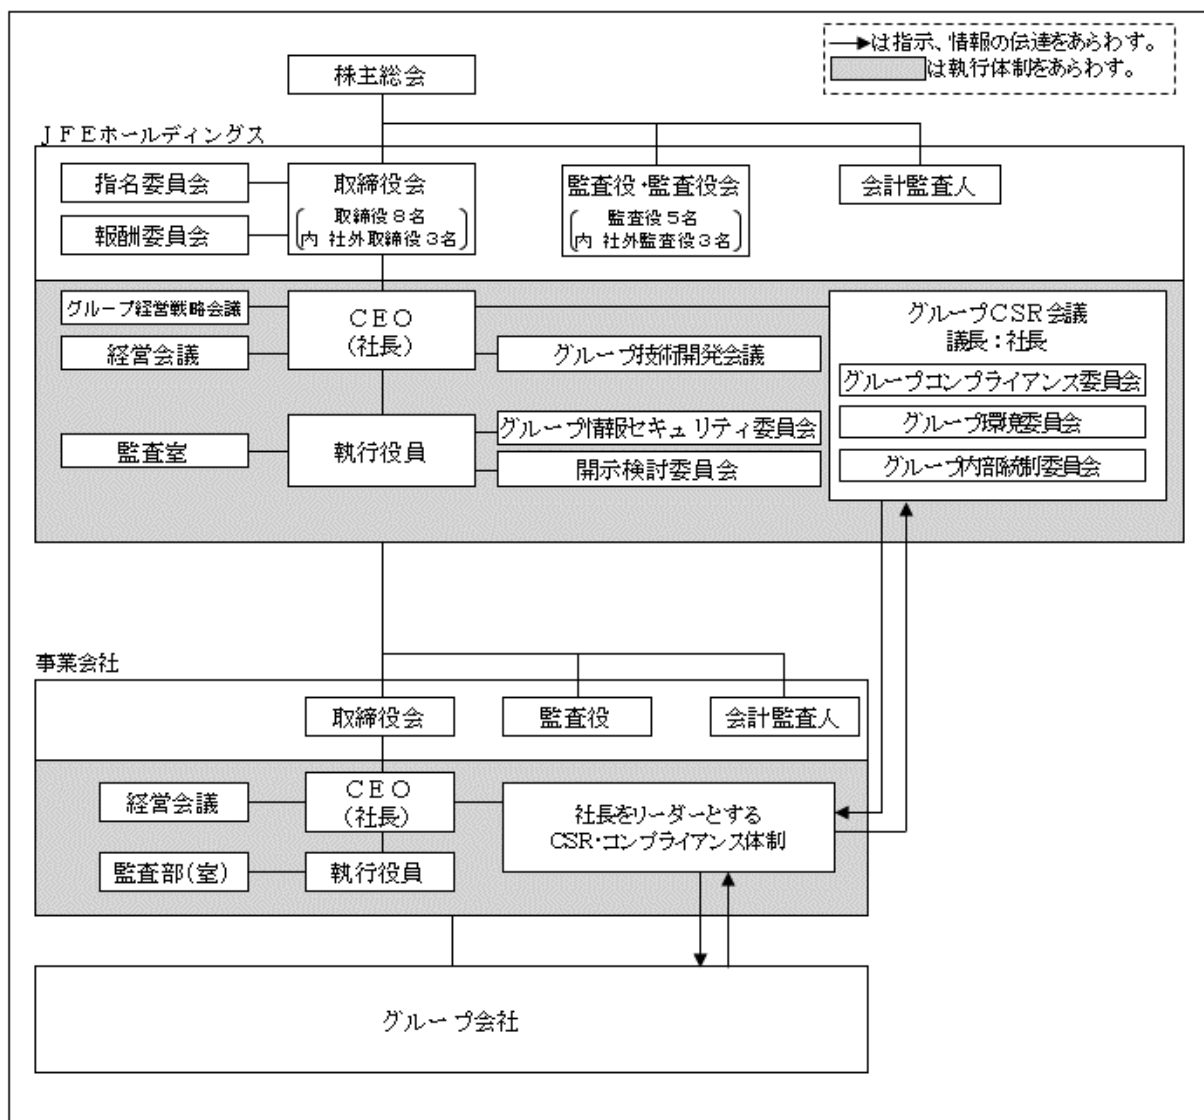 →は指示、情報の伝達をあらわす。
は執行体制をあらわす。
株主総会
JFEホールディングス
指名委員会
報酬委員会
取締役会
取締役8名
内 社外取締役3名
監査役・監査役会
監査役5名
内 社外監査役3名
会計監査人
グループ経営戦略会議
経営会議
CEO
(社長)
グループ技術開発会議
グループCSR会議
議長:社長
グループコンプライアンス委員会
グループ環境委員会
グループ内部統制委員会
監査室
執行役員
グループ情報セキュリティ委員会
開示検討委員会
事業会社
取締役会
監査役
会計監査人
経営会議
CEO
(社長)
社長をリーダーとする
CSR・コンプライアンス体制
監査部(室)
執行役員
グループ会社